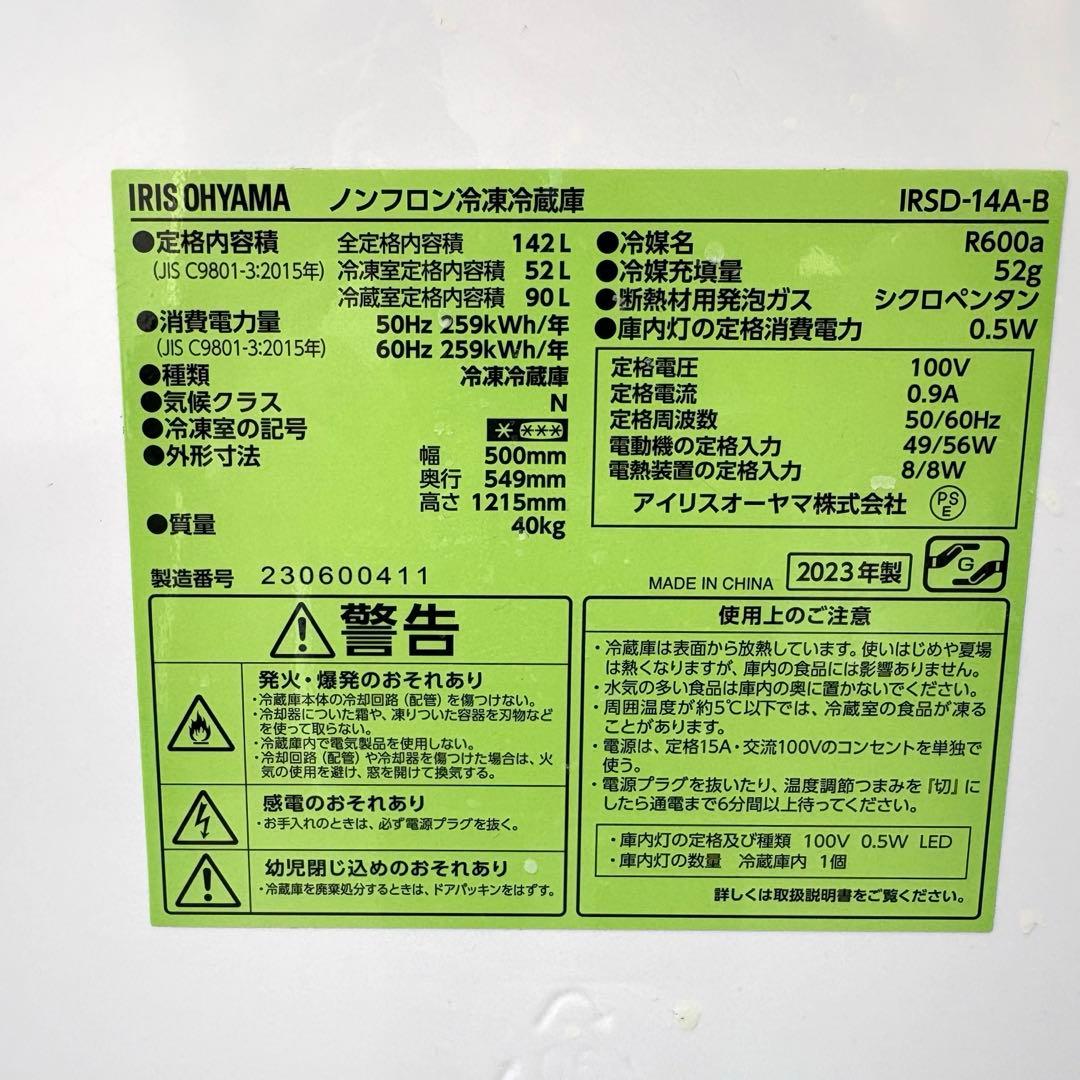 IRIS OHYAMA ノンフロン冷凍冷蔵庫 IRSD-14A-B
●定格内容積 全定格内容積 142L
(JIS C9801-3:2015年) 冷凍室定格内容積 52L
冷蔵室定格内容積 90L
●消費電力量 50Hz 259kWh/年
(JIS C9801-3:2015年) 60Hz 259kWh/年
●種類 冷凍冷蔵庫
●気候クラス N
●冷凍室の記号 * ***
●外形寸法 幅 500mm
奥行 549mm
高さ 1215mm
●質量 40kg
●冷媒名 R600a
●冷媒充填量 52g
●断熱材用発泡ガス シクロペンタン
●庫内灯の定格消費電力 0.5W
定格電圧 100V
定格電流 0.9A
定格周波数 50/60Hz
電動機の定格入力 49/56W
電熱装置の定格入力 8/8W
アイリスオーヤマ株式会社 PSE
製造番号 230600411
MADE IN CHINA 2023年製 G
警告
発火・爆発のおそれあり
・冷蔵庫本体の冷却回路(配管)を傷つけない。
・冷却器についた霜や、凍りついた容器を刃物など
を使って取らない。
・冷蔵庫内で電気製品を使用しない。
・冷却回路(配管)や冷却器を傷つけた場合は、火
気の使用を避け、窓を開けて換気する。
感電のおそれあり
・お手入れのときは、必ず電源プラグを抜く。
幼児閉じ込めのおそれあり
・冷蔵庫を廃棄処分するときは、ドアパッキンをはずす。
使用上のご注意
・冷蔵庫は表面から放熱しています。使いはじめや夏場
は熱くなりますが、庫内の食品には影響ありません。
・水気の多い食品は庫内の奥に置かないでください。
・周囲温度が約5℃以下では、冷蔵室の食品が凍る
ことがあります。
・電源は、定格15A・交流100Vのコンセントを単独で
使う。
・電源プラグを抜いたり、温度調節つまみを『切』に
したら通電まで6分間以上待ってください。
・庫内灯の定格及び種類 100V 0.5W LED
・庫内灯の数量 冷蔵庫内 1個
詳しくは取扱説明書をご覧ください。